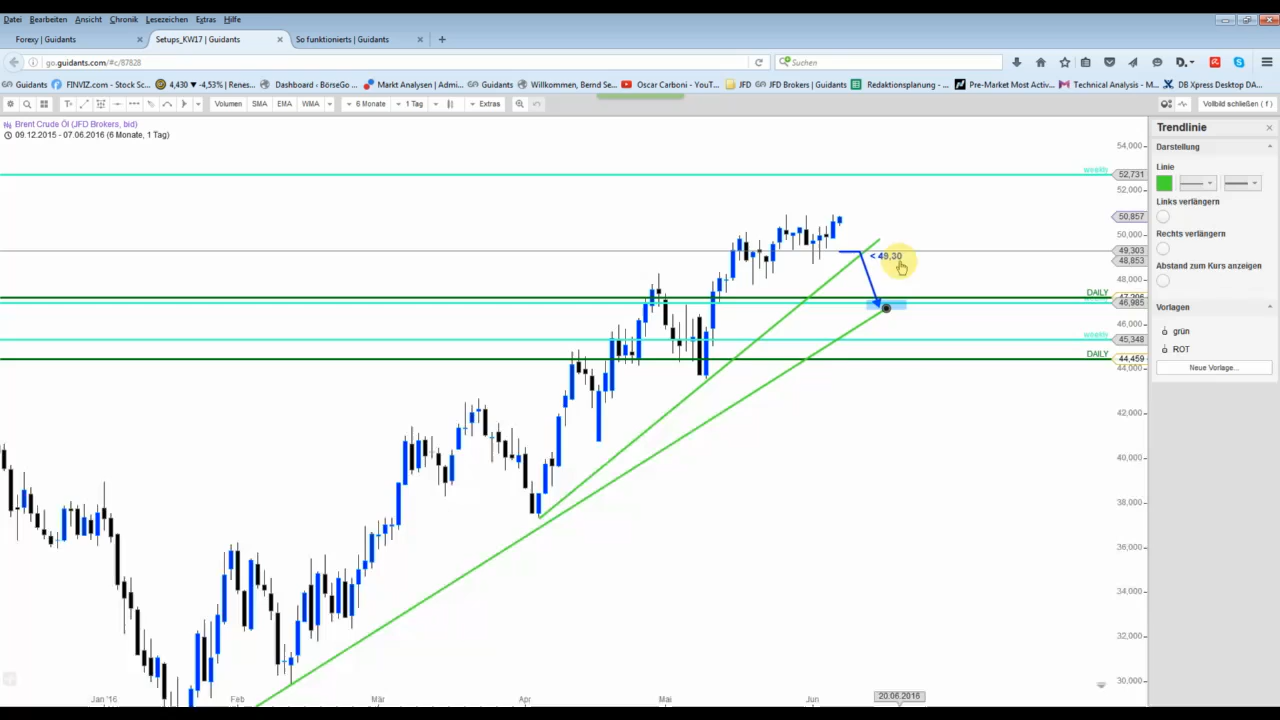 Datei Bearbeiten Ansicht Chronik Lesezeichen Extras Hilfe
Forexy | Guidants × Setups_KW17 | Guidants × So funktionierts | Guidants × +
go.guidants.com/#c/87828 Suchen
Guidants FINVIZ.com - Stock Sc... 4,430 ▼ -4,53% | Renes... Dashboard ‹ BörseGo ... Markt Analysen | Admi... Guidants Willkommen, Bernd Se... Oscar Carboni - YouTu... JFD JFD Brokers | Guidants Redaktionsplanung - ... Pre-Market Most Activ... Technical Analysis - M... DB Xpress Desktop DA...
Volumen SMA EMA WMA 6 Monate 1 Tag Extras Vollbild schließen ( f )
Brent Crude Öl (JFD Brokers, bid)
09.12.2015 - 07.06.2016 (6 Monate, 1 Tag)
54,000
weekly
52,731
52,000
50,857
50,000
49,303
< 49,30
48,853
48,000
DAILY
46,985
46,000
weekly
45,348
DAILY
44,459
44,000
42,000
40,000
38,000
36,000
34,000
32,000
30,000
Jan '16 Feb Mär Apr Mai Jun 20.06.2016
Trendlinie ×
Darstellung
Linie
Links verlängern
Rechts verlängern
Abstand zum Kurs anzeigen
Vorlagen
grün
ROT
Neue Vorlage...